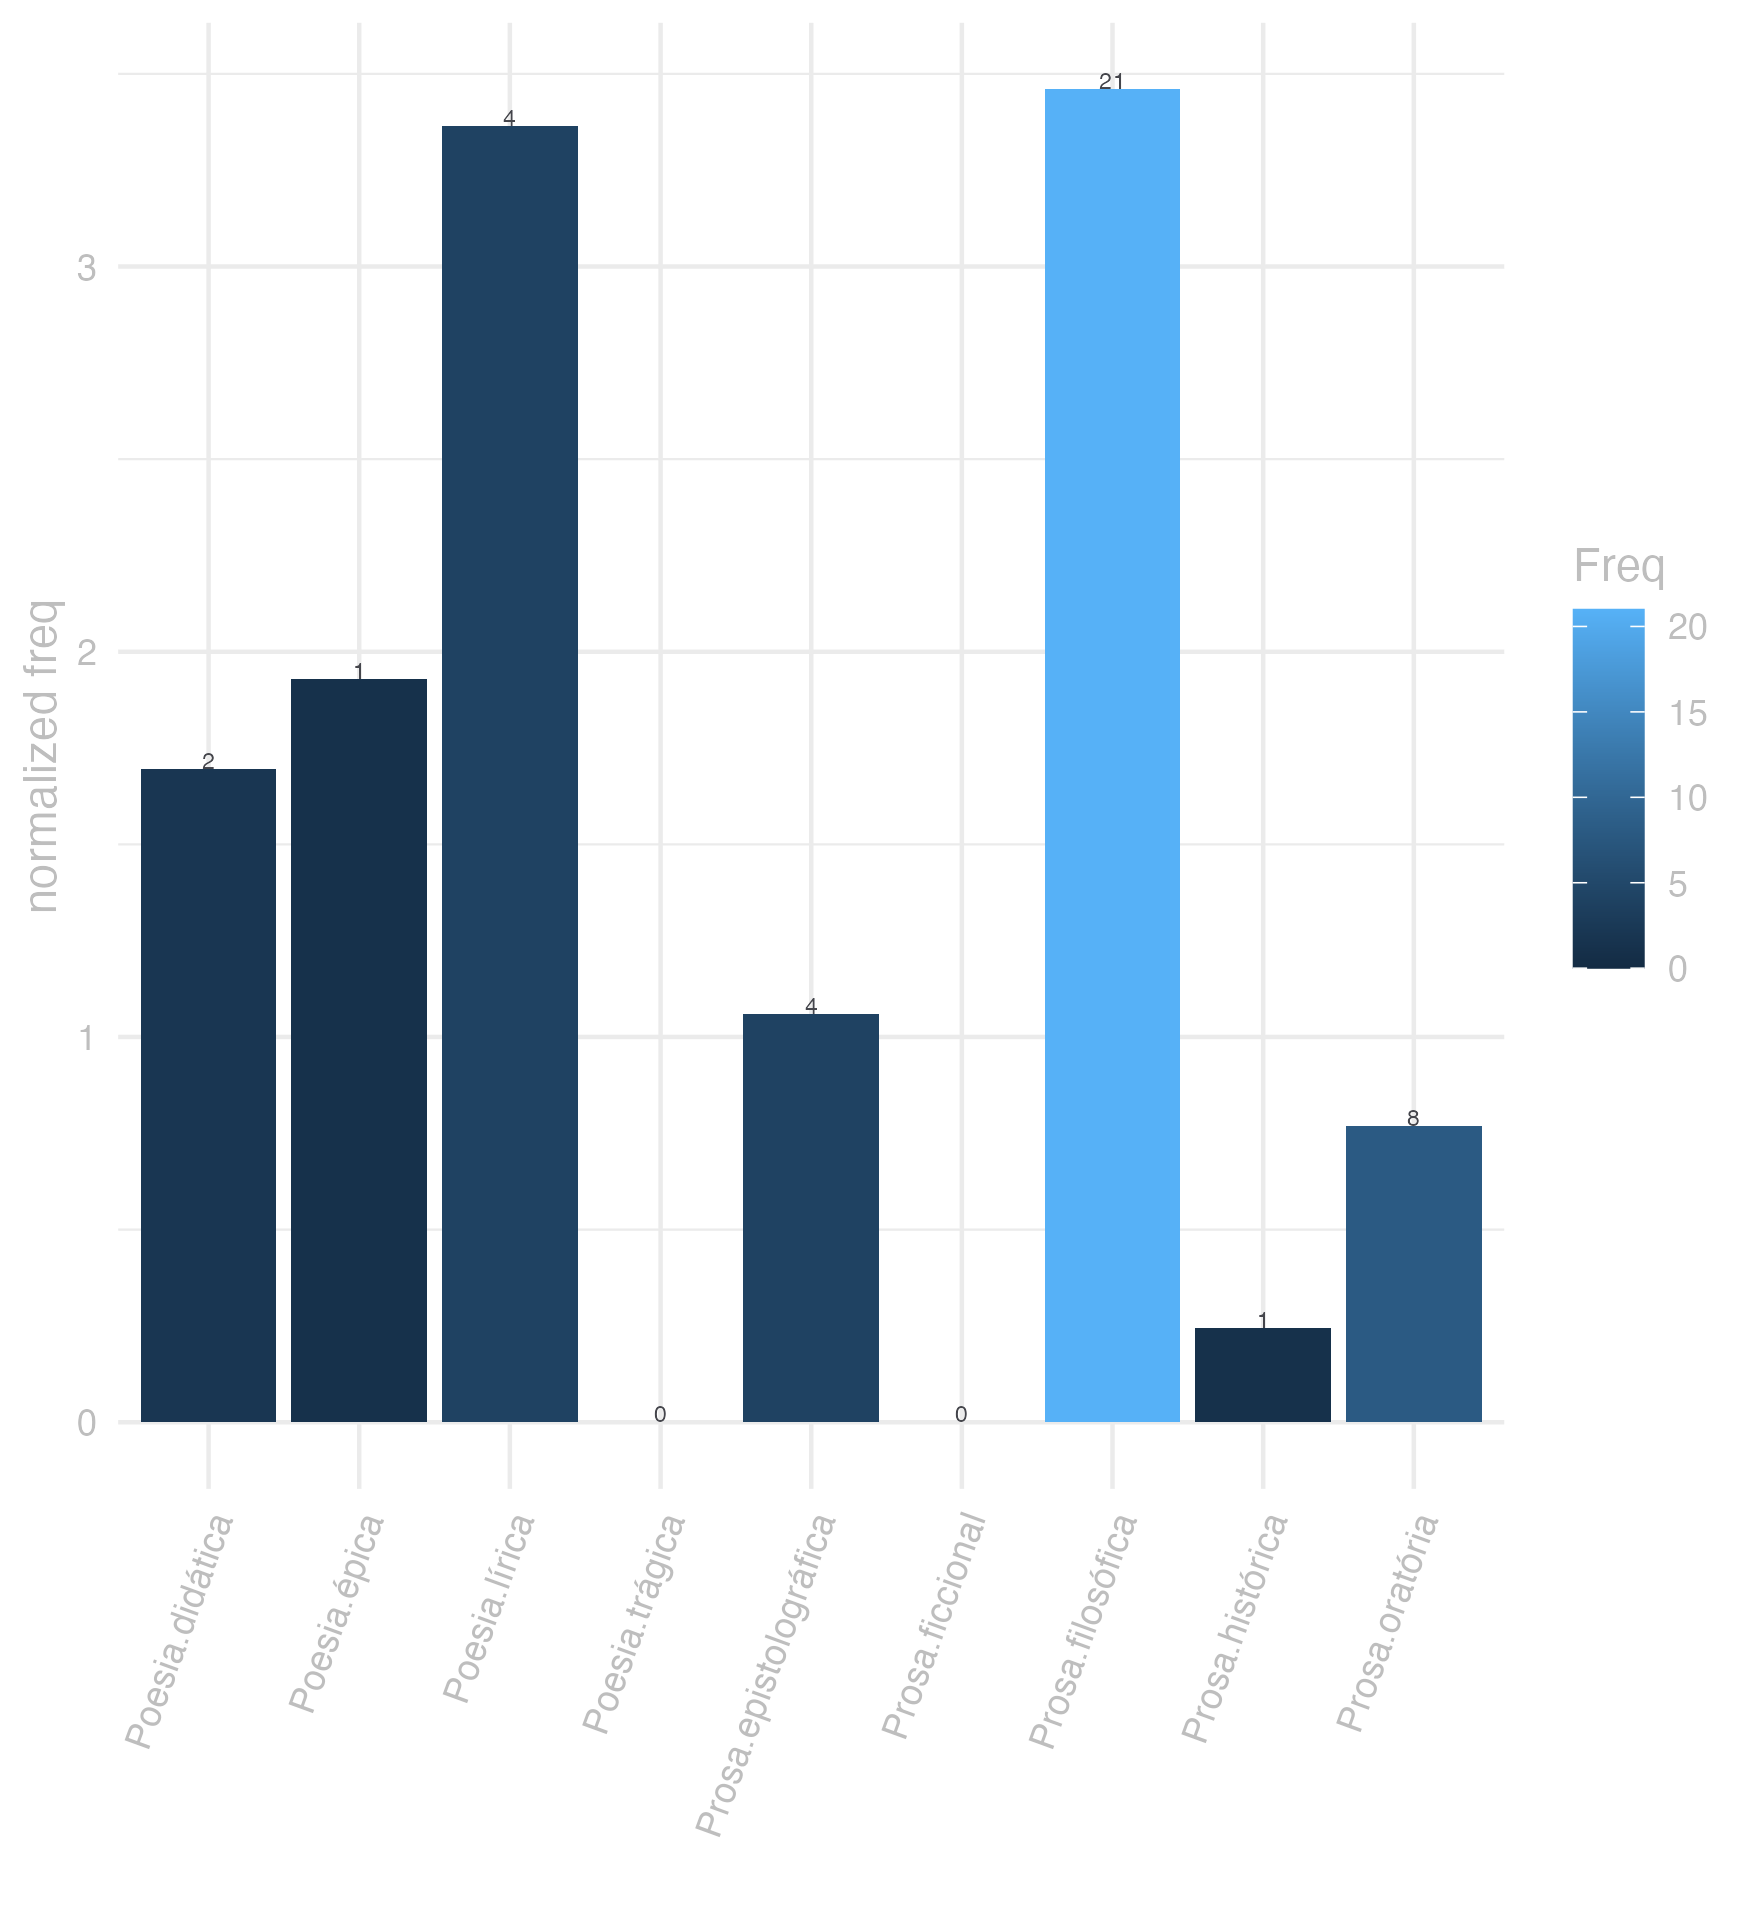 21
4
3
1
2
2
4
1
8
1
0
0
0
normalized freq
Poesia.didática
Poesia.épica
Poesia.lírica
Poesia.trágica
Prosa.epistolográfica
Prosa.ficcional
Prosa.filosófica
Prosa.histórica
Prosa.oratória
Freq
20
15
10
5
0